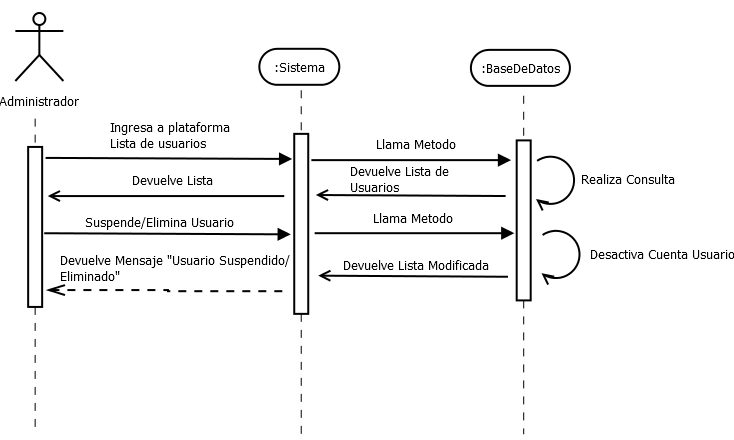 :Sistema
:BaseDeDatos
Administrador
Ingresa a plataforma
Lista de usuarios
Llama Metodo
Devuelve Lista
Devuelve Lista de
Usuarios
Realiza Consulta
Suspende/Elimina Usuario
Llama Metodo
Devuelve Mensaje "Usuario Suspendido/
Eliminado"
Devuelve Lista Modificada
Desactiva Cuenta Usuario